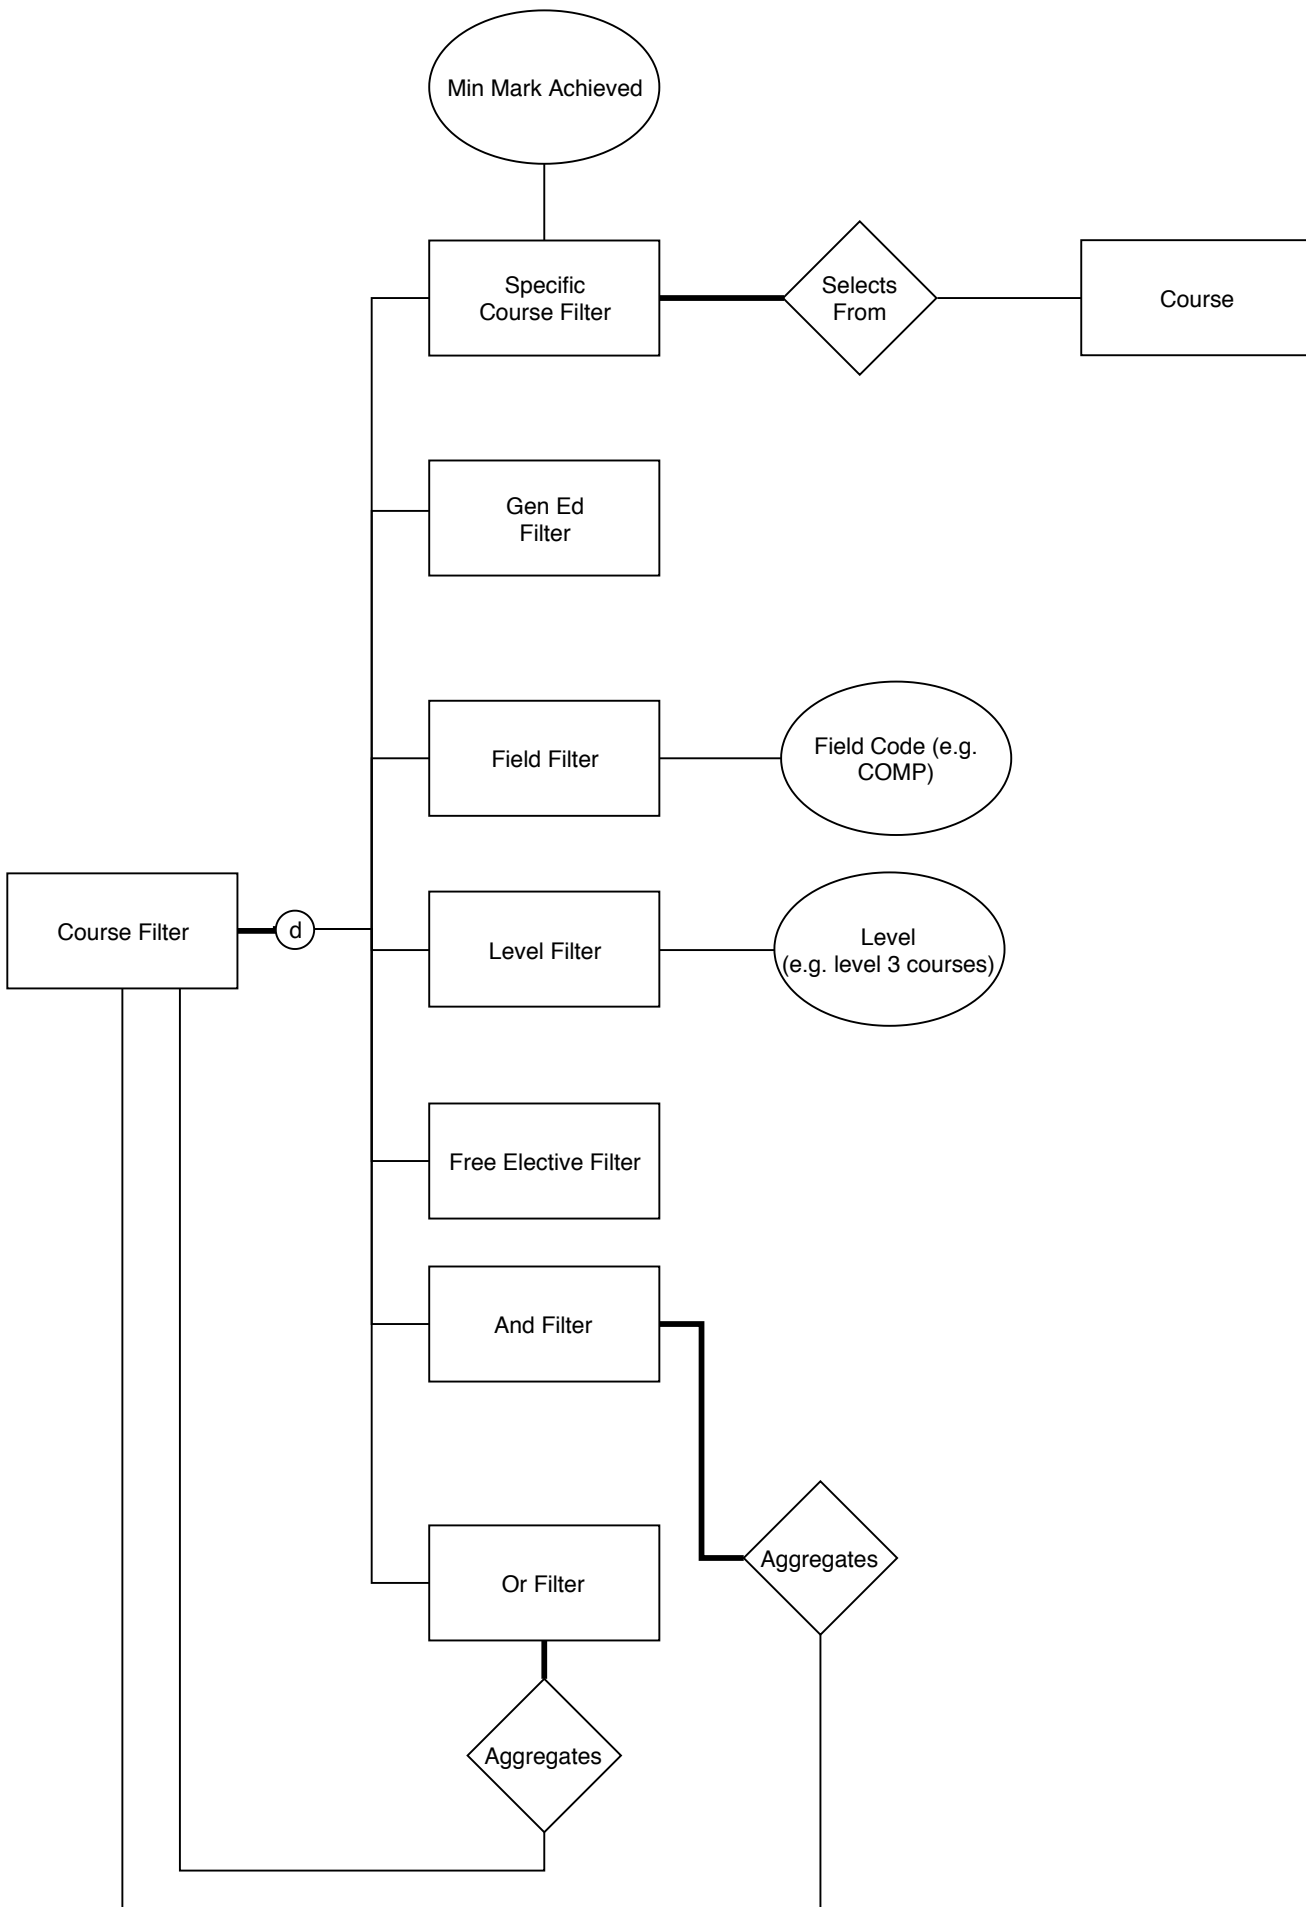 Min Mark Achieved
Specific
Course Filter
Selects
From
Course
Gen Ed
Filter
Field Filter
Field Code (e.g.
COMP)
Course Filter
d
Level Filter
Level
(e.g. level 3 courses)
Free Elective Filter
And Filter
Or Filter
Aggregates
Aggregates